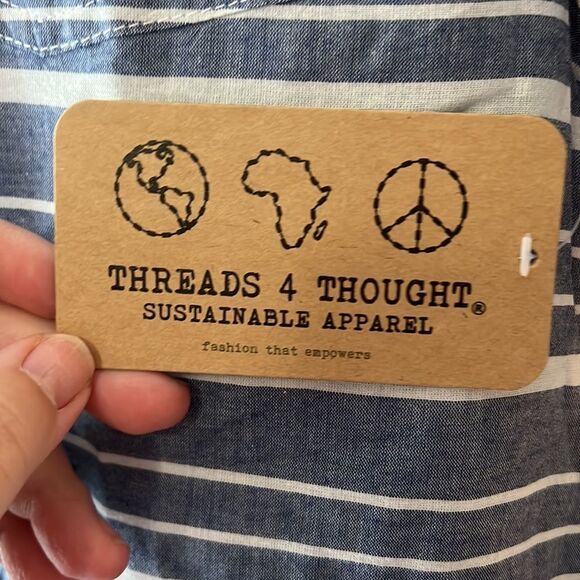 THREADS 4 THOUGHT®
SUSTAINABLE APPAREL
fashion that empowers